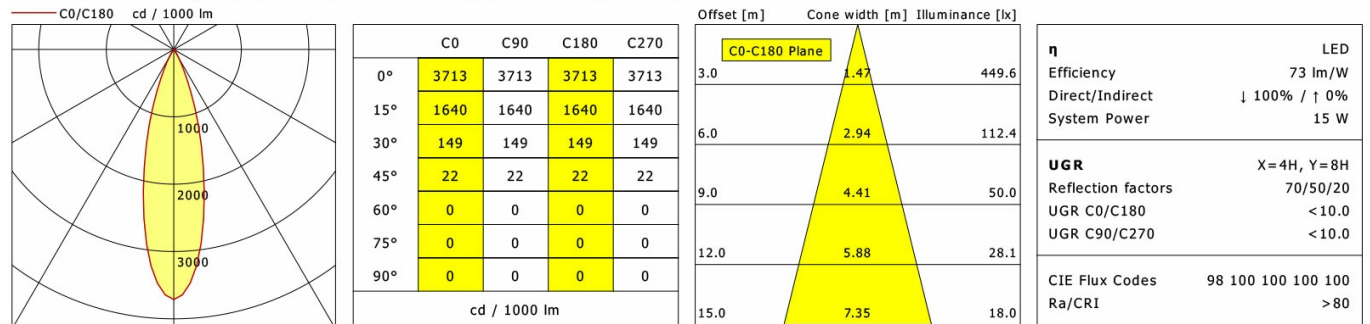 C0/C180 cd / 1000 lm
1000
2000
3000
C0 C90 C180 C270
0° 3713 3713 3713 3713
15° 1640 1640 1640 1640
30° 149 149 149 149
45° 22 22 22 22
60° 0 0 0 0
75° 0 0 0 0
90° 0 0 0 0
cd / 1000 lm
Offset [m] Cone width [m] Illuminance [lx]
C0-C180 Plane
3.0 1.47 449.6
6.0 2.94 112.4
9.0 4.41 50.0
12.0 5.88 28.1
15.0 7.35 18.0
η LED
Efficiency 73 lm/W
Direct/Indirect ↓ 100% / ↑ 0%
System Power 15 W
UGR X=4H, Y=8H
Reflection factors 70/50/20
UGR C0/C180 <10.0
UGR C90/C270 <10.0
CIE Flux Codes 98 100 100 100 100
Ra/CRI >80